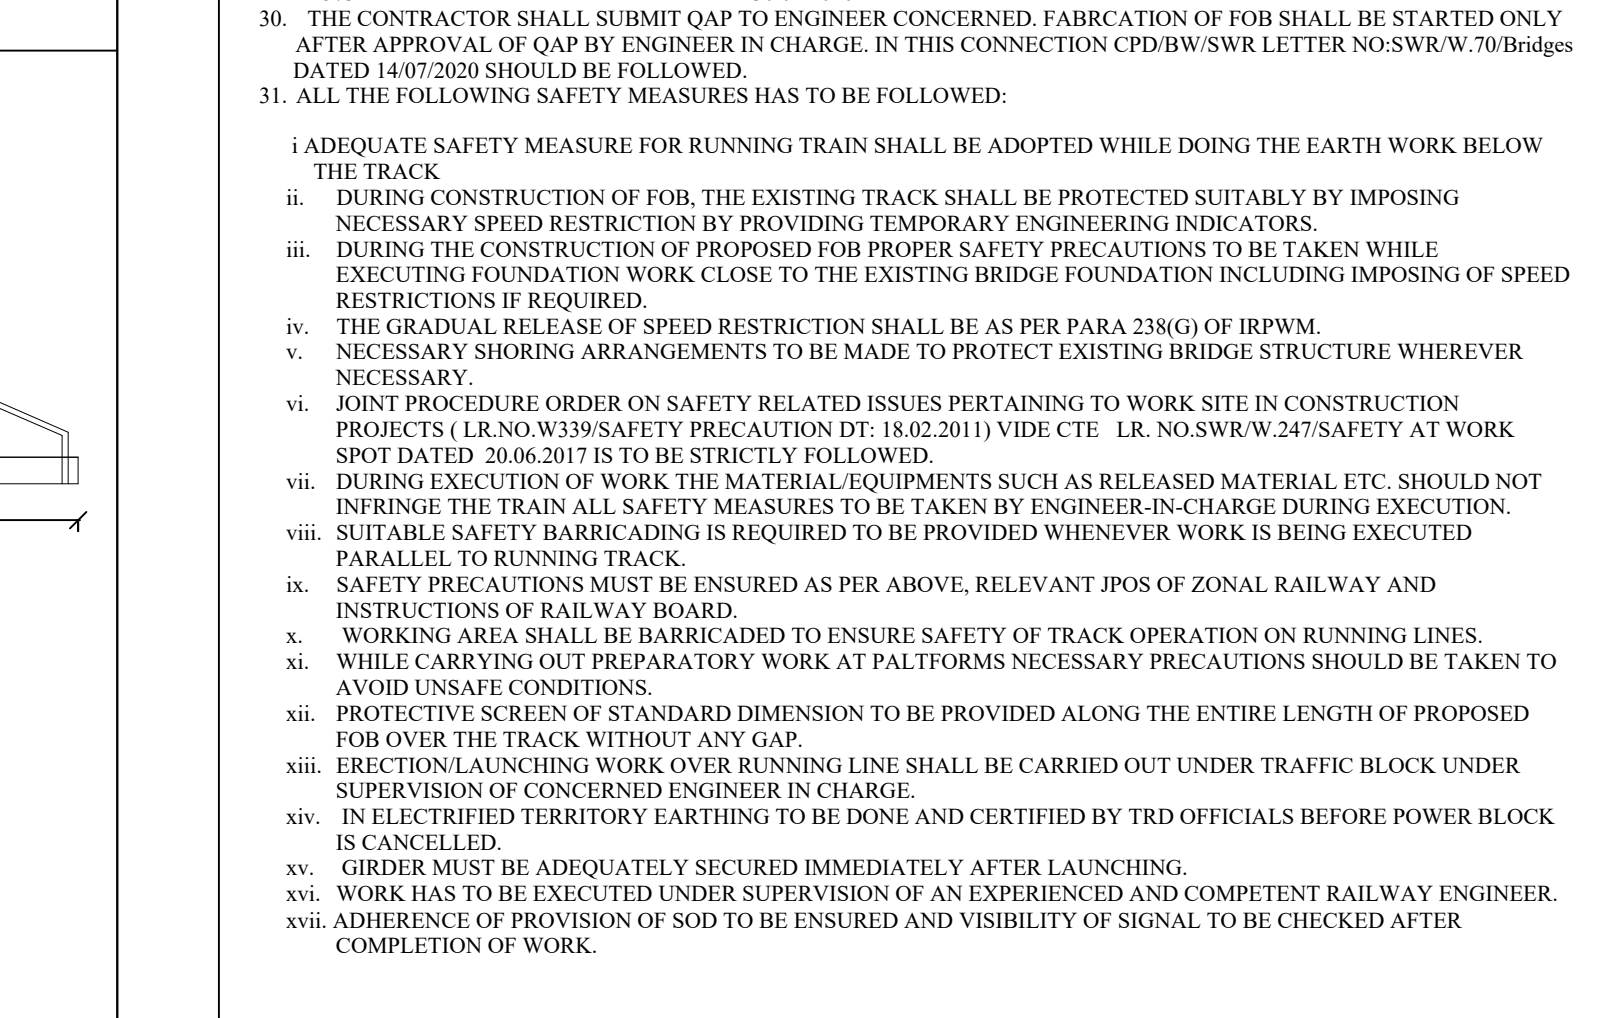 30. THE CONTRACTOR SHALL SUBMIT QAP TO ENGINEER CONCERNED. FABRCATION OF FOB SHALL BE STARTED ONLY
AFTER APPROVAL OF QAP BY ENGINEER IN CHARGE. IN THIS CONNECTION CPD/BW/SWR LETTER NO:SWR/W.70/Bridges
DATED 14/07/2020 SHOULD BE FOLLOWED.
31. ALL THE FOLLOWING SAFETY MEASURES HAS TO BE FOLLOWED:
i ADEQUATE SAFETY MEASURE FOR RUNNING TRAIN SHALL BE ADOPTED WHILE DOING THE EARTH WORK BELOW
THE TRACK
ii. DURING CONSTRUCTION OF FOB, THE EXISTING TRACK SHALL BE PROTECTED SUITABLY BY IMPOSING
NECESSARY SPEED RESTRICTION BY PROVIDING TEMPORARY ENGINEERING INDICATORS.
iii. DURING THE CONSTRUCTION OF PROPOSED FOB PROPER SAFETY PRECAUTIONS TO BE TAKEN WHILE
EXECUTING FOUNDATION WORK CLOSE TO THE EXISTING BRIDGE FOUNDATION INCLUDING IMPOSING OF SPEED
RESTRICTIONS IF REQUIRED.
iv. THE GRADUAL RELEASE OF SPEED RESTRICTION SHALL BE AS PER PARA 238(G) OF IRPWM.
v. NECESSARY SHORING ARRANGEMENTS TO BE MADE TO PROTECT EXISTING BRIDGE STRUCTURE WHEREVER
NECESSARY.
vi. JOINT PROCEDURE ORDER ON SAFETY RELATED ISSUES PERTAINING TO WORK SITE IN CONSTRUCTION
PROJECTS ( LR.NO.W339/SAFETY PRECAUTION DT: 18.02.2011) VIDE CTE LR. NO.SWR/W.247/SAFETY AT WORK
SPOT DATED 20.06.2017 IS TO BE STRICTLY FOLLOWED.
vii. DURING EXECUTION OF WORK THE MATERIAL/EQUIPMENTS SUCH AS RELEASED MATERIAL ETC. SHOULD NOT
INFRINGE THE TRAIN ALL SAFETY MEASURES TO BE TAKEN BY ENGINEER-IN-CHARGE DURING EXECUTION.
viii. SUITABLE SAFETY BARRICADING IS REQUIRED TO BE PROVIDED WHENEVER WORK IS BEING EXECUTED
PARALLEL TO RUNNING TRACK.
ix. SAFETY PRECAUTIONS MUST BE ENSURED AS PER ABOVE, RELEVANT JPOS OF ZONAL RAILWAY AND
INSTRUCTIONS OF RAILWAY BOARD.
x. WORKING AREA SHALL BE BARRICADED TO ENSURE SAFETY OF TRACK OPERATION ON RUNNING LINES.
xi. WHILE CARRYING OUT PREPARATORY WORK AT PALTFORMS NECESSARY PRECAUTIONS SHOULD BE TAKEN TO
AVOID UNSAFE CONDITIONS.
xii. PROTECTIVE SCREEN OF STANDARD DIMENSION TO BE PROVIDED ALONG THE ENTIRE LENGTH OF PROPOSED
FOB OVER THE TRACK WITHOUT ANY GAP.
xiii. ERECTION/LAUNCHING WORK OVER RUNNING LINE SHALL BE CARRIED OUT UNDER TRAFFIC BLOCK UNDER
SUPERVISION OF CONCERNED ENGINEER IN CHARGE.
xiv. IN ELECTRIFIED TERRITORY EARTHING TO BE DONE AND CERTIFIED BY TRD OFFICIALS BEFORE POWER BLOCK
IS CANCELLED.
xv. GIRDER MUST BE ADEQUATELY SECURED IMMEDIATELY AFTER LAUNCHING.
xvi. WORK HAS TO BE EXECUTED UNDER SUPERVISION OF AN EXPERIENCED AND COMPETENT RAILWAY ENGINEER.
xvii. ADHERENCE OF PROVISION OF SOD TO BE ENSURED AND VISIBILITY OF SIGNAL TO BE CHECKED AFTER
COMPLETION OF WORK.